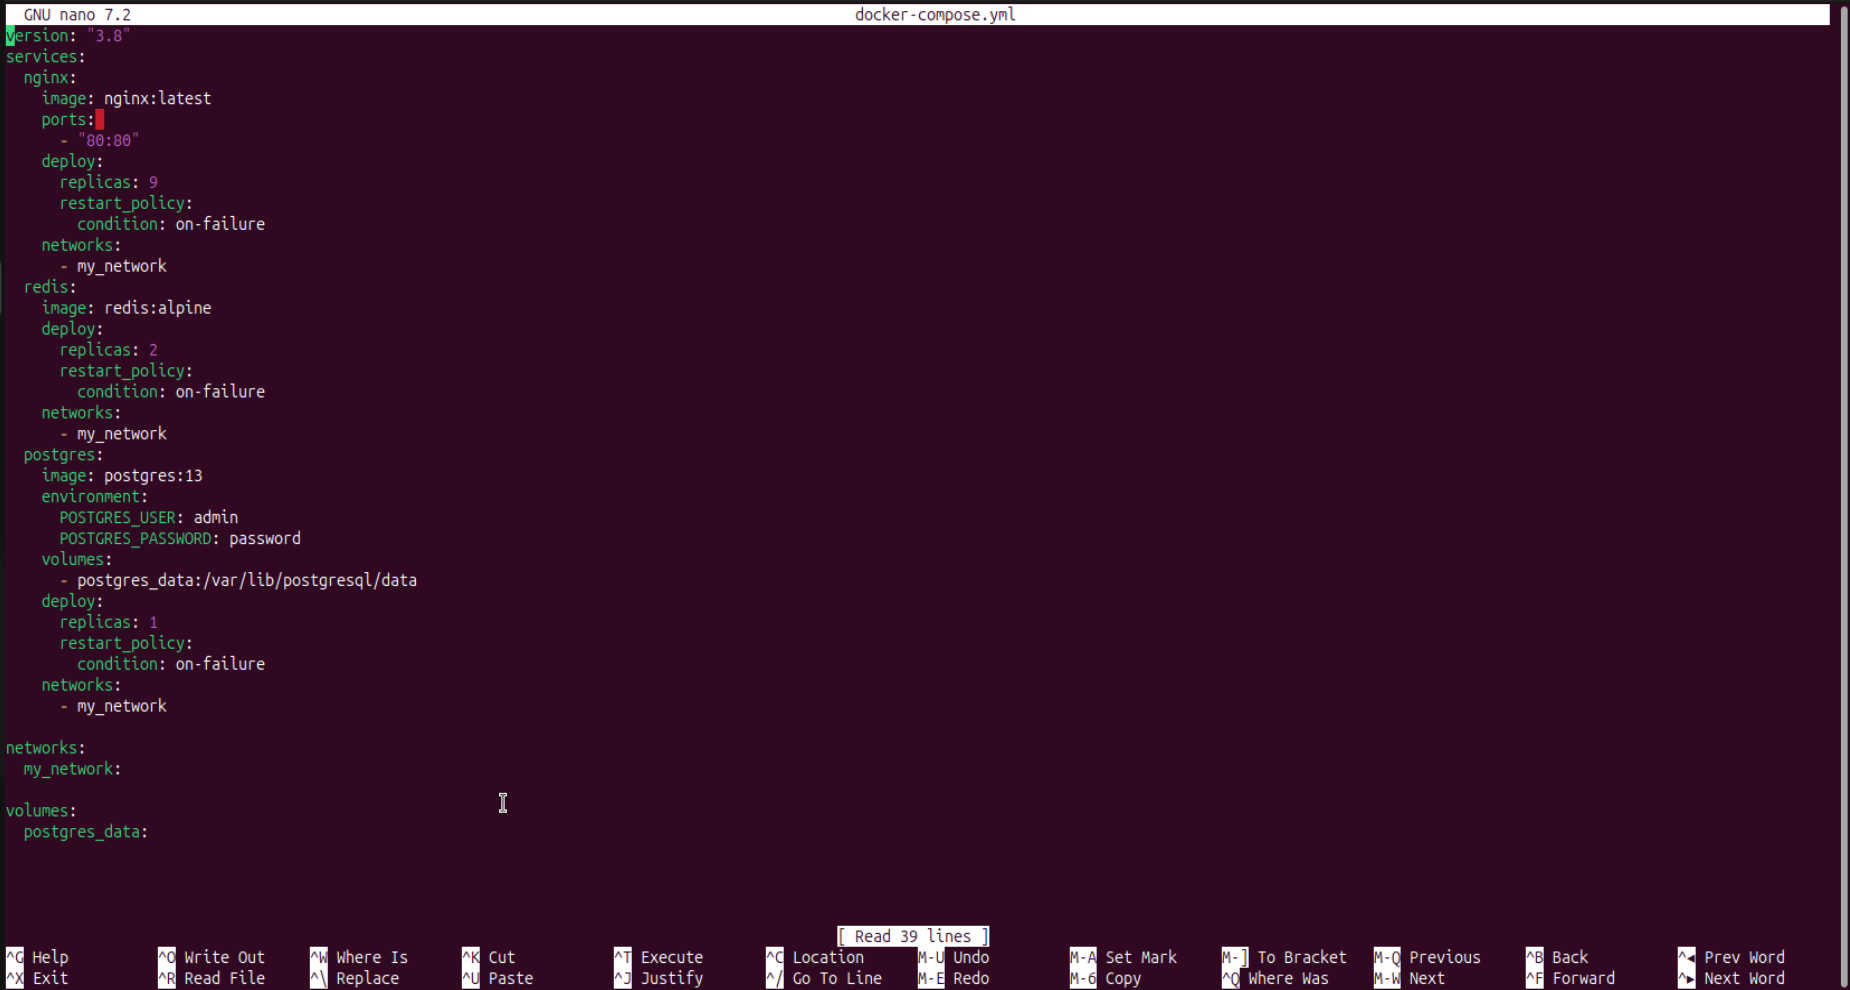 GNU nano 7.2 docker-compose.yml
version: "3.8"
services:
  nginx:
    image: nginx:latest
    ports:
      - "80:80"
    deploy:
      replicas: 9
      restart_policy:
        condition: on-failure
    networks:
      - my_network
  redis:
    image: redis:alpine
    deploy:
      replicas: 2
      restart_policy:
        condition: on-failure
    networks:
      - my_network
  postgres:
    image: postgres:13
    environment:
      POSTGRES_USER: admin
      POSTGRES_PASSWORD: password
    volumes:
      - postgres_data:/var/lib/postgresql/data
    deploy:
      replicas: 1
      restart_policy:
        condition: on-failure
    networks:
      - my_network

networks:
  my_network:

volumes:
  postgres_data:

[ Read 39 lines ]
^G Help ^O Write Out ^W Where Is ^K Cut ^T Execute ^C Location M-U Undo M-A Set Mark M-] To Bracket M-Q Previous ^B Back ^◂ Prev Word
^X Exit ^R Read File ^\ Replace ^U Paste ^J Justify ^/ Go To Line M-E Redo M-6 Copy ^Q Where Was M-W Next ^F Forward ^▸ Next Word